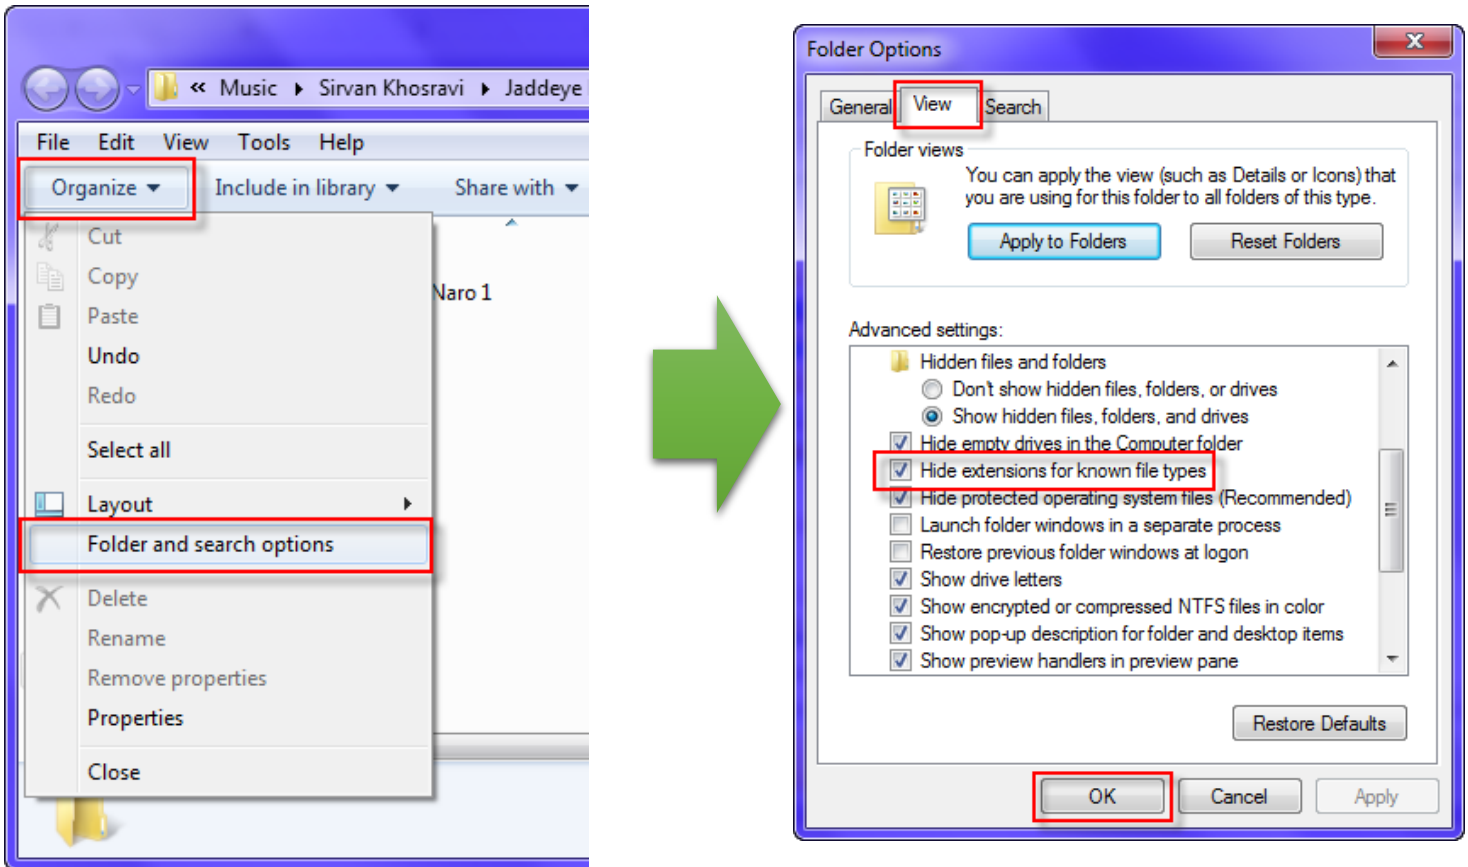 « Music ▸ Sirvan Khosravi ▸ Jaddeye
File Edit View Tools Help
Organize Include in library Share with
Cut
Copy
Naro 1
Paste
Undo
Redo
Select all
Layout
Folder and search options
Delete
Rename
Remove properties
Properties
Close
Folder Options
General View Search
Folder views
You can apply the view (such as Details or Icons) that
you are using for this folder to all folders of this type.
Apply to Folders Reset Folders
Advanced settings:
Hidden files and folders
Don't show hidden files, folders, or drives
Show hidden files, folders, and drives
Hide empty drives in the Computer folder
Hide extensions for known file types
Hide protected operating system files (Recommended)
Launch folder windows in a separate process
Restore previous folder windows at logon
Show drive letters
Show encrypted or compressed NTFS files in color
Show pop-up description for folder and desktop items
Show preview handlers in preview pane
Restore Defaults
OK Cancel Apply